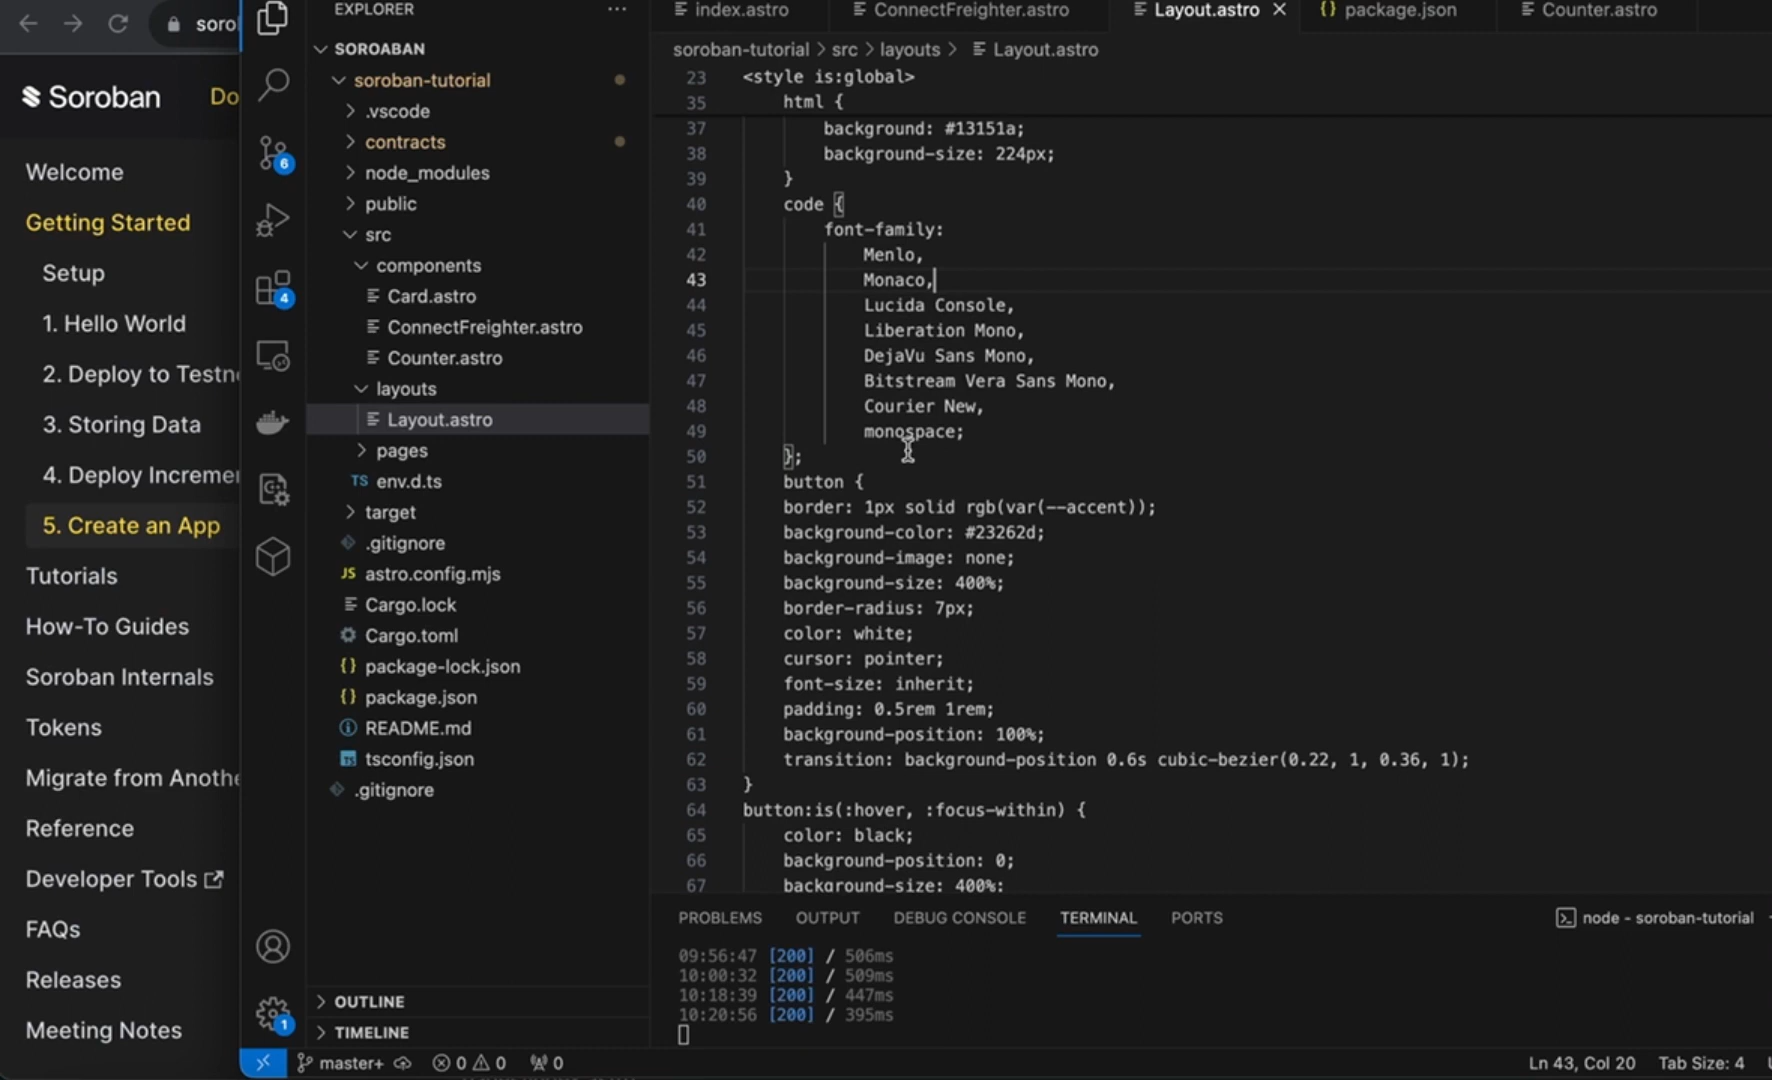 soro
Soroban
Do
Welcome
Getting Started
Setup
1. Hello World
2. Deploy to Testn
3. Storing Data
4. Deploy Increme
5. Create an App
Tutorials
How-To Guides
Soroban Internals
Tokens
Migrate from Anoth
Reference
Developer Tools
FAQs
Releases
Meeting Notes
6
4
1
EXPLORER ...
SOROABAN
soroban-tutorial
.vscode
contracts
node_modules
public
src
components
Card.astro
ConnectFreighter.astro
Counter.astro
layouts
Layout.astro
pages
TS env.d.ts
target
.gitignore
JS astro.config.mjs
Cargo.lock
Cargo.toml
{} package-lock.json
{} package.json
README.md
TS tsconfig.json
.gitignore
OUTLINE
TIMELINE
index.astro ConnectFreighter.astro Layout.astro {} package.json Counter.astro
soroban-tutorial > src > layouts > Layout.astro
23 <style is:global>
35 html {
37 background: #13151a;
38 background-size: 224px;
39 }
40 code {
41 font-family:
42 Menlo,
43 Monaco,
44 Lucida Console,
45 Liberation Mono,
46 DejaVu Sans Mono,
47 Bitstream Vera Sans Mono,
48 Courier New,
49 monospace;
50 };
51 button {
52 border: 1px solid rgb(var(--accent));
53 background-color: #23262d;
54 background-image: none;
55 background-size: 400%;
56 border-radius: 7px;
57 color: white;
58 cursor: pointer;
59 font-size: inherit;
60 padding: 0.5rem 1rem;
61 background-position: 100%;
62 transition: background-position 0.6s cubic-bezier(0.22, 1, 0.36, 1);
63 }
64 button:is(:hover, :focus-within) {
65 color: black;
66 background-position: 0;
67 background-size: 400%;
PROBLEMS OUTPUT DEBUG CONSOLE TERMINAL PORTS
node - soroban-tutorial
09:56:47 [200] / 506ms
10:00:32 [200] / 509ms
10:18:39 [200] / 447ms
10:20:56 [200] / 395ms
master+ 0 0 0
Ln 43, Col 20 Tab Size: 4